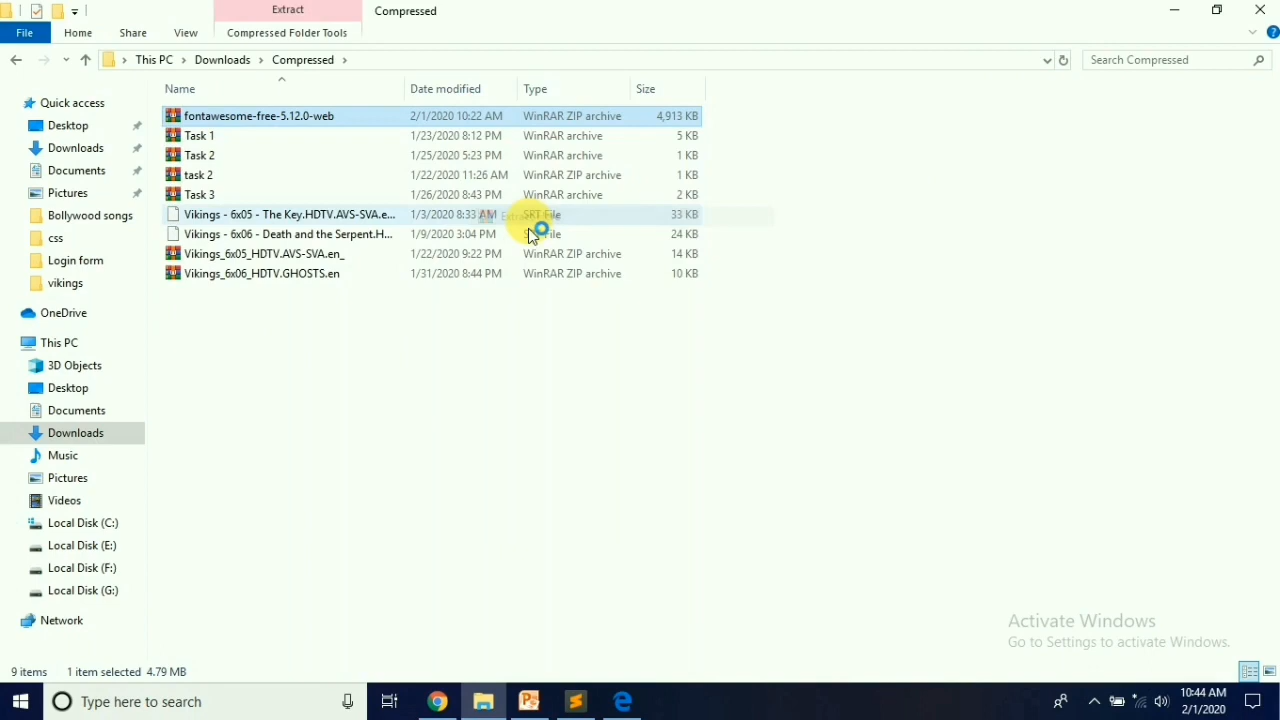 Extract
Compressed
File
Home
Share
View
Compressed Folder Tools
This PC
Downloads
Compressed
Search Compressed
Name
Date modified
Type
Size
Quick access
Desktop
Downloads
Documents
Pictures
Bollywood songs
css
Login form
vikings
OneDrive
This PC
3D Objects
Desktop
Documents
Downloads
Music
Pictures
Videos
Local Disk (C:)
Local Disk (E:)
Local Disk (F:)
Local Disk (G:)
Network
fontawesome-free-5.12.0-web 2/1/2020 10:22 AM WinRAR ZIP archive 4,913 KB
Task 1 1/23/2020 8:12 PM WinRAR archive 5 KB
Task 2 1/25/2020 5:23 PM WinRAR archive 1 KB
task 2 1/22/2020 11:26 AM WinRAR ZIP archive 1 KB
Task 3 1/26/2020 8:43 PM WinRAR archive 2 KB
Vikings - 6x05 - The Key.HDTV.AVS-SVA.e... 1/3/2020 8:33 AM SRT File 33 KB
Vikings - 6x06 - Death and the Serpent.H... 1/9/2020 3:04 PM File 24 KB
Vikings_6x05_HDTV.AVS-SVA.en_ 1/22/2020 9:22 PM WinRAR ZIP archive 14 KB
Vikings_6x06_HDTV.GHOSTS.en 1/31/2020 8:44 PM WinRAR ZIP archive 10 KB
Activate Windows
Go to Settings to activate Windows.
9 items 1 item selected 4.79 MB
Type here to search
10:44 AM
2/1/2020